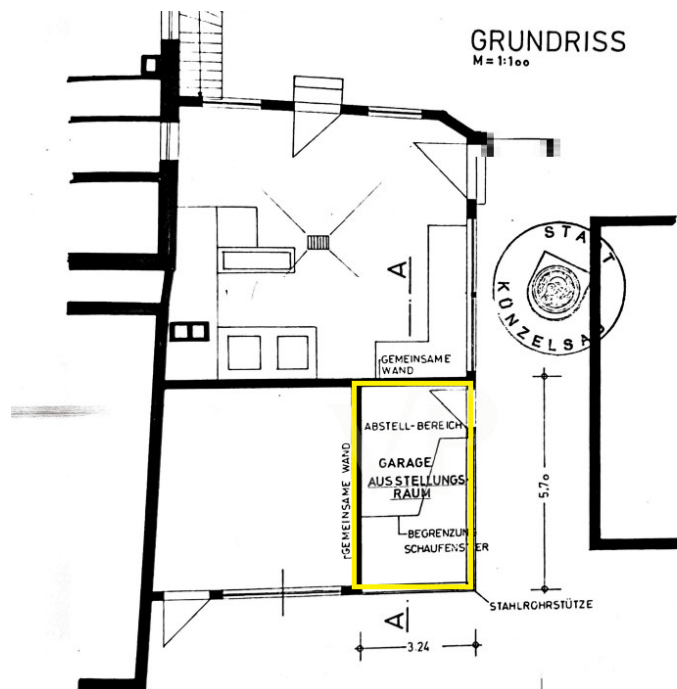 GRUNDRISS
M = 1:100
STADT
KÜNZELSAU
A
GEMEINSAME
WAND
ABSTELL-BEREICH
GARAGE
AUSSTELLUNGS-
RAUM
GEMEINSAME WAND
BEGRENZUNG
SCHAUFENSTER
5,70
STAHLROHRSTÜTZE
A
3.24